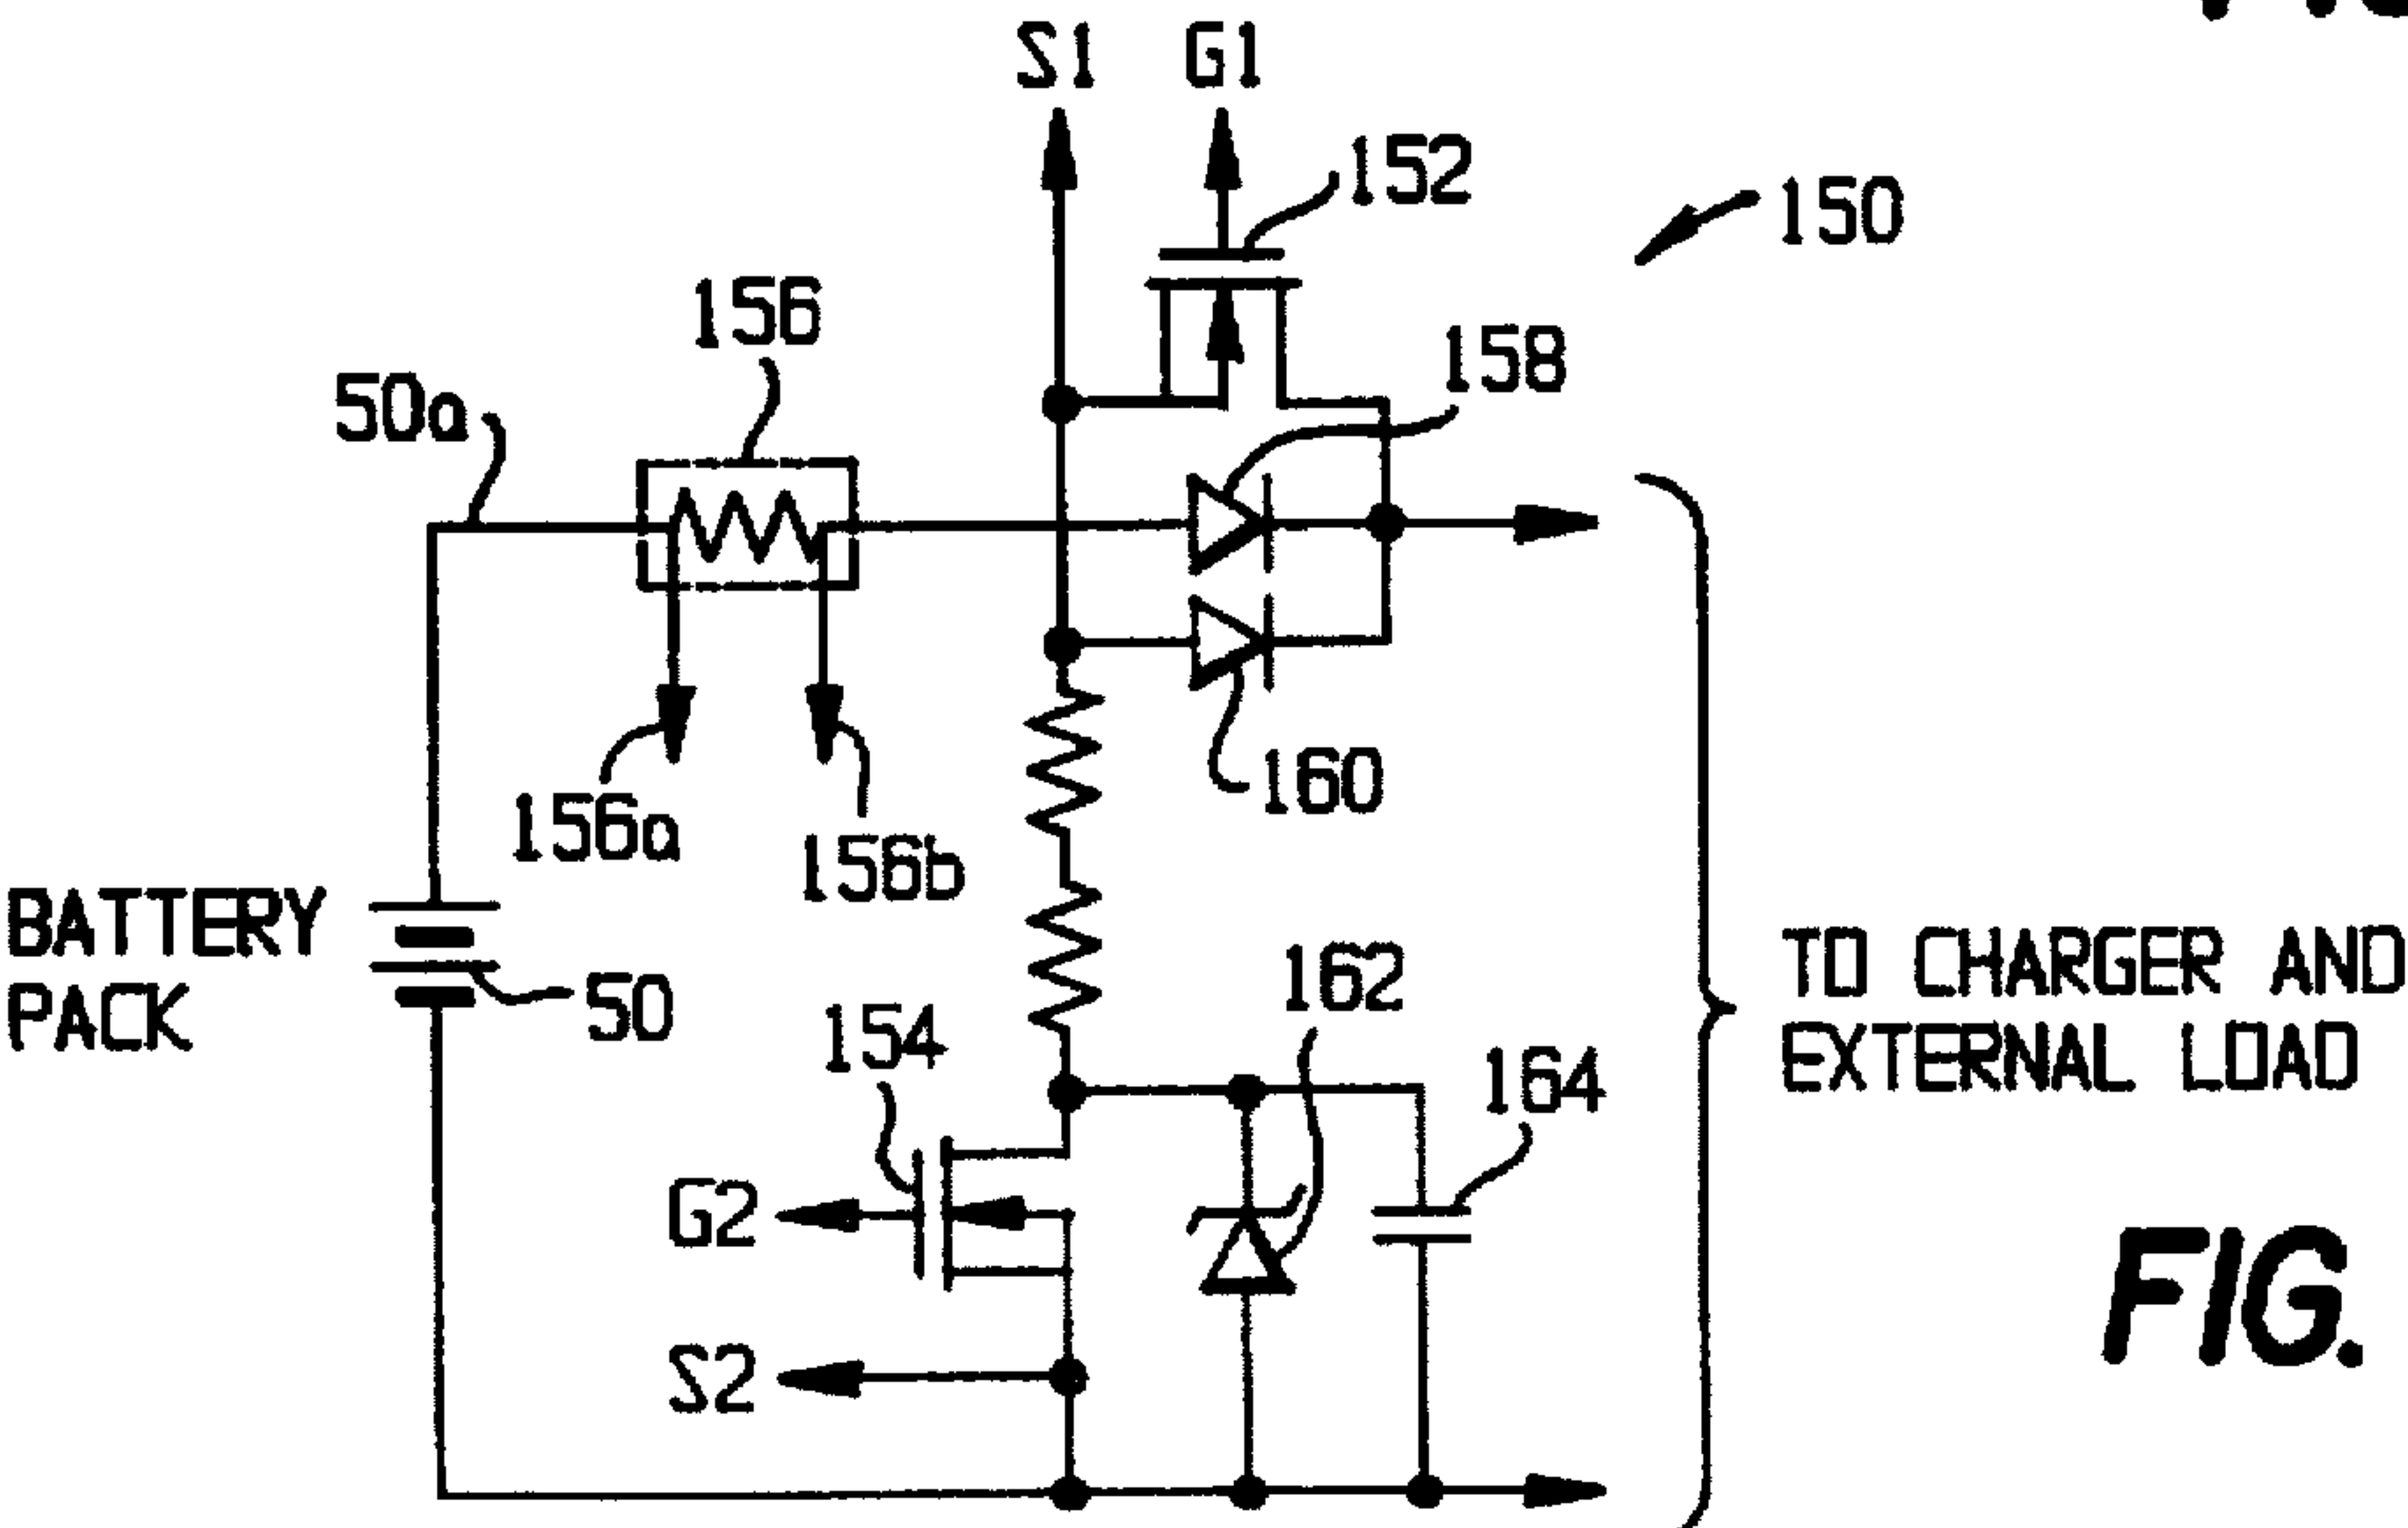 S1 G1
152
150
156
158
50a
160
156a
156b
BATTERY
PACK
50
162
154
164
TO CHARGER AND
EXTERNAL LOAD
G2
S2
FIG.